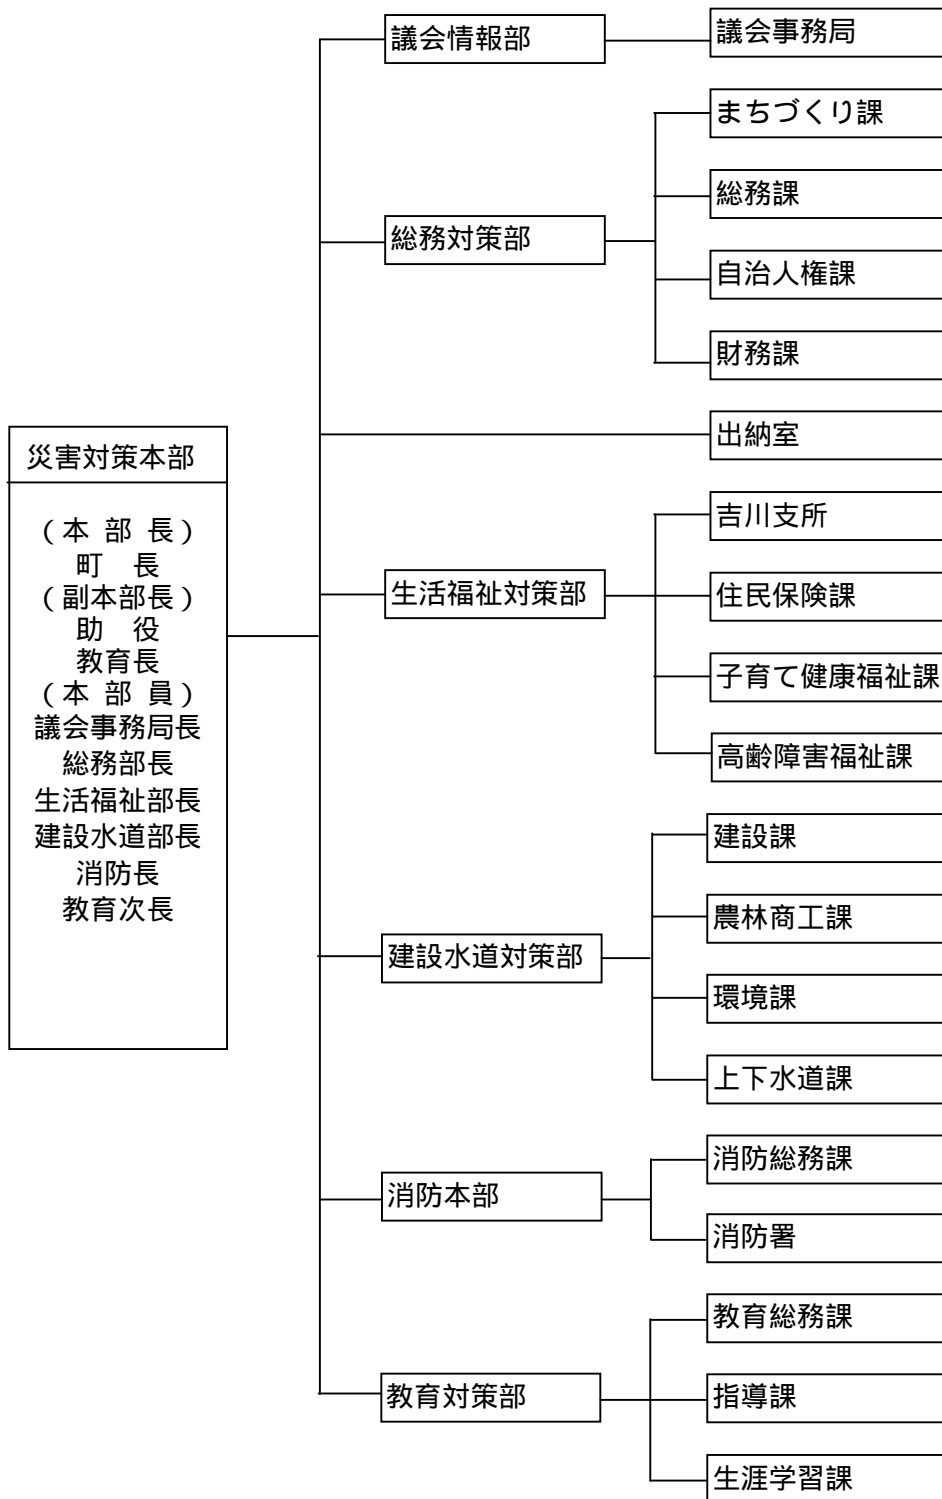 災害対策本部
(本 部 長)
町　長
(副本部長)
助　役
教育長
(本 部 員)
議会事務局長
総務部長
生活福祉部長
建設水道部長
消防長
教育次長
議会情報部
議会事務局
総務対策部
まちづくり課
総務課
自治人権課
財務課
出納室
生活福祉対策部
吉川支所
住民保険課
子育て健康福祉課
高齢障害福祉課
建設水道対策部
建設課
農林商工課
環境課
上下水道課
消防本部
消防総務課
消防署
教育対策部
教育総務課
指導課
生涯学習課